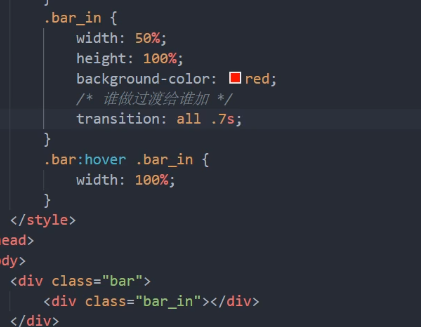 }
.bar_in {
width: 50%;
height: 100%;
background-color: red;
/* 谁做过渡给谁加 */
transition: all .7s;
}
.bar:hover .bar_in {
width: 100%;
}
</style>
head>
ody>
<div class="bar">
<div class="bar_in"></div>
</div>